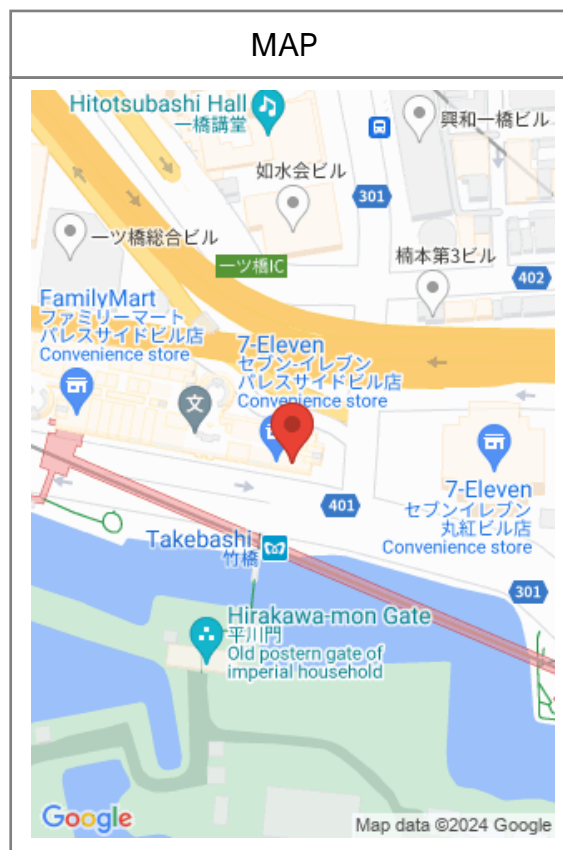 MAP
Hitotsubashi Hall
一橋講堂
興和一橋ビル
如水会ビル
301
一ツ橋総合ビル
一ツ橋IC
楠本第3ビル
402
FamilyMart
ファミリーマート
パレスサイドビル店
Convenience store
7-Eleven
セブン-イレブン
パレスサイドビル店
Convenience store
文
401
7-Eleven
セブンイレブン
丸紅ビル店
Convenience store
Takebashi
竹橋
301
Hirakawa-mon Gate
平川門
Old postern gate of
imperial household
Google
Map data ©2024 Google